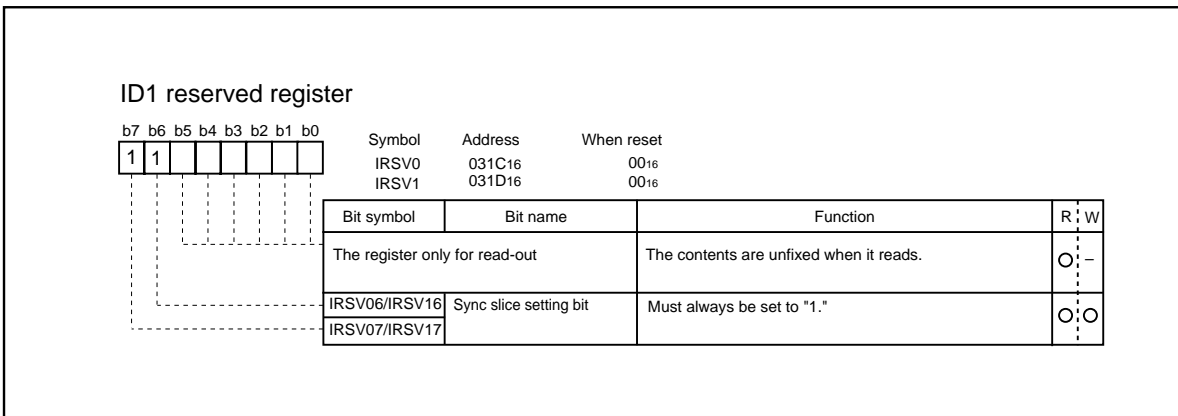 ID1 reserved register
b7 b6 b5 b4 b3 b2 b1 b0
1 1
Symbol Address When reset
IRSV0 031C16 0016
IRSV1 031D16 0016
Bit symbol Bit name Function R W
The register only for read-out The contents are unfixed when it reads. O –
IRSV06/IRSV16 Sync slice setting bit Must always be set to "1." O O
IRSV07/IRSV17